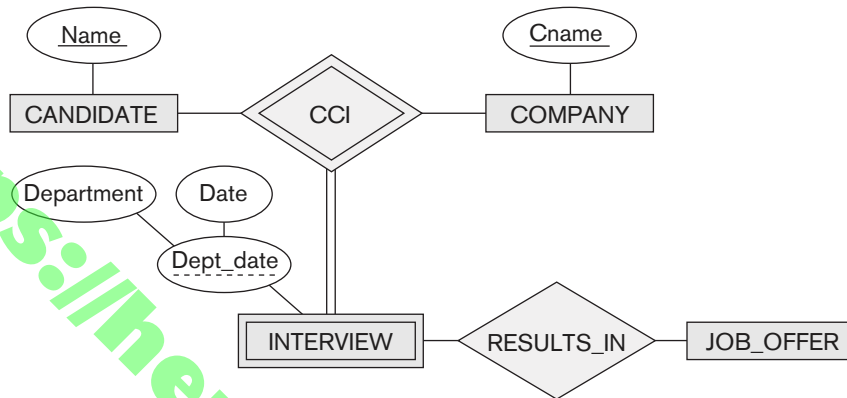 Name
Cname
CANDIDATE
CCI
COMPANY
Department
Date
Dept_date
INTERVIEW
RESULTS_IN
JOB_OFFER